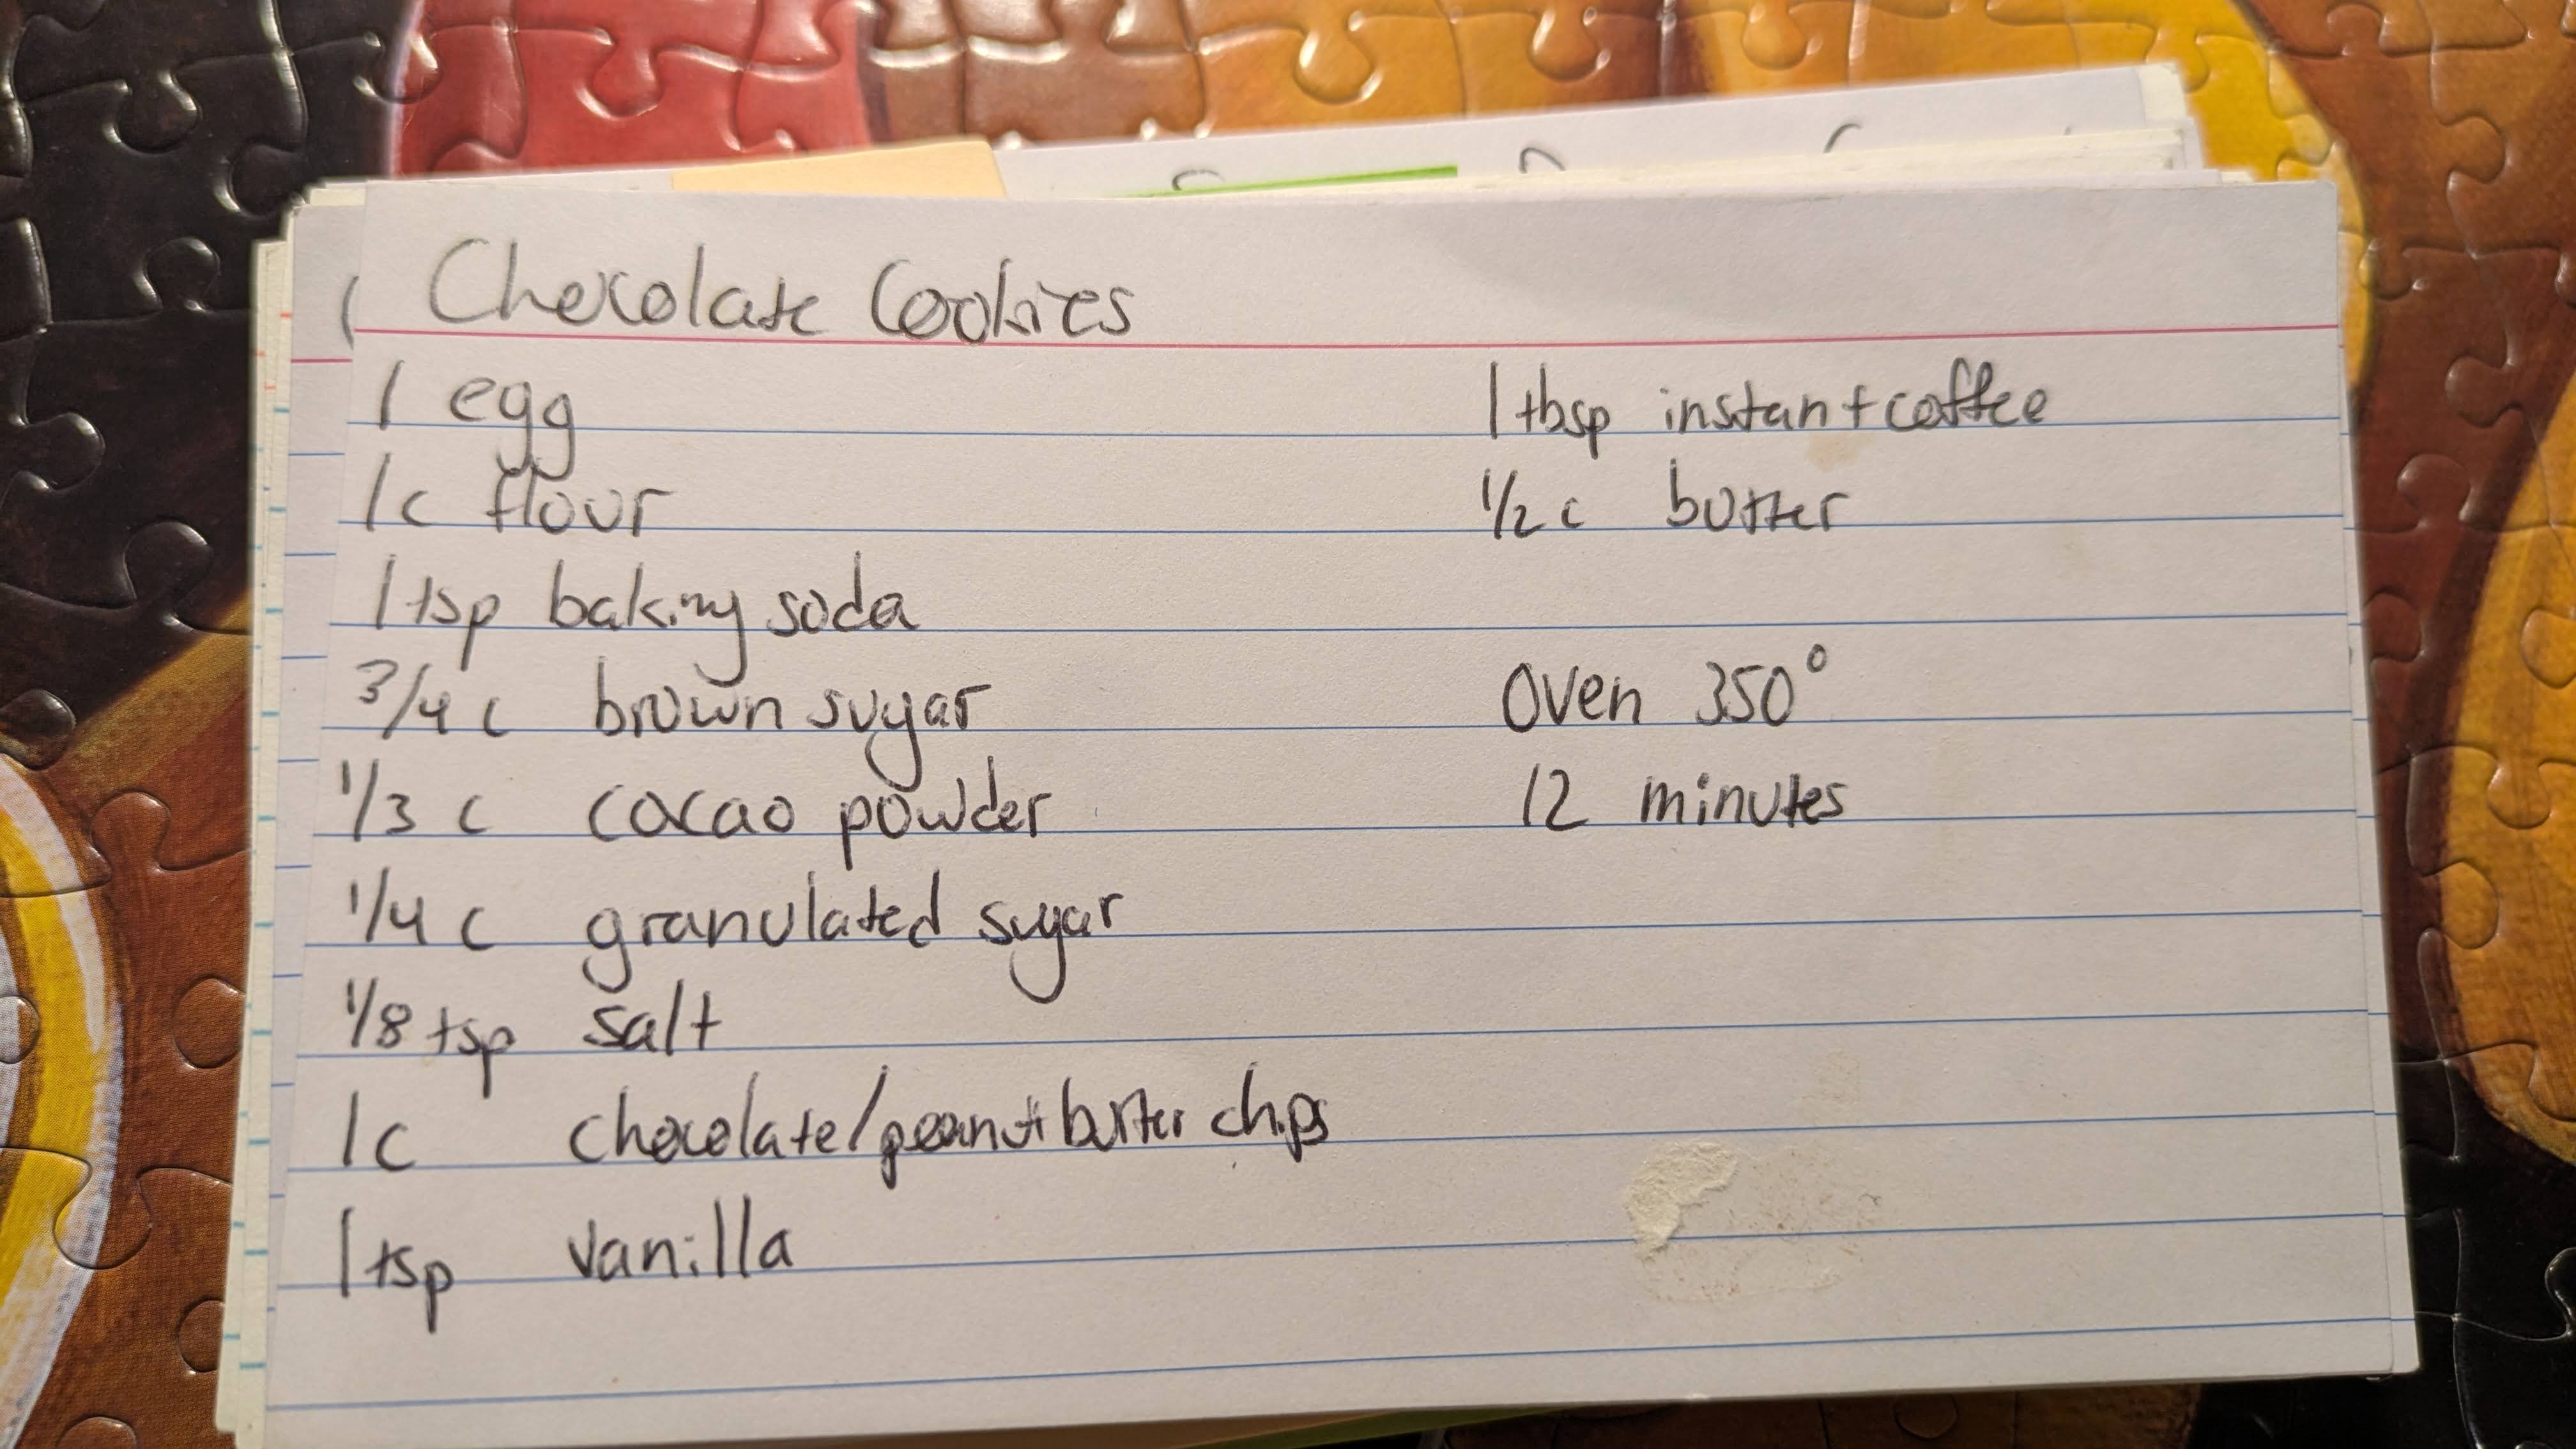 Chocolate Cookies
1 egg
1c flour
1 tsp baking soda
3/4 c brown sugar
1/3 c cacao powder
1/4 c granulated sugar
1/8 tsp salt
1c chocolate/peanut butter chips
1 tsp vanilla
1 tbsp instant coffee
1/2 c butter
Oven 350°
12 minutes